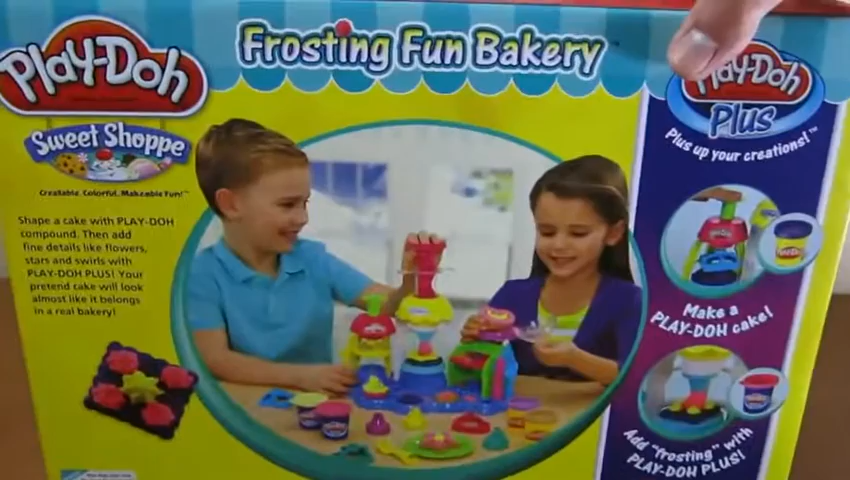 Play-Doh
Frosting Fun Bakery
Play-Doh
Plus
Plus up your creations!™
Sweet Shoppe
Creatable. Colorful. Makeable Fun!™
Shape a cake with PLAY-DOH
compound. Then add
fine details like flowers,
stars and swirls with
PLAY-DOH PLUS! Your
pretend cake will look
almost like it belongs
in a real bakery!
Make a
PLAY-DOH cake!
Add "frosting" with
PLAY-DOH PLUS!